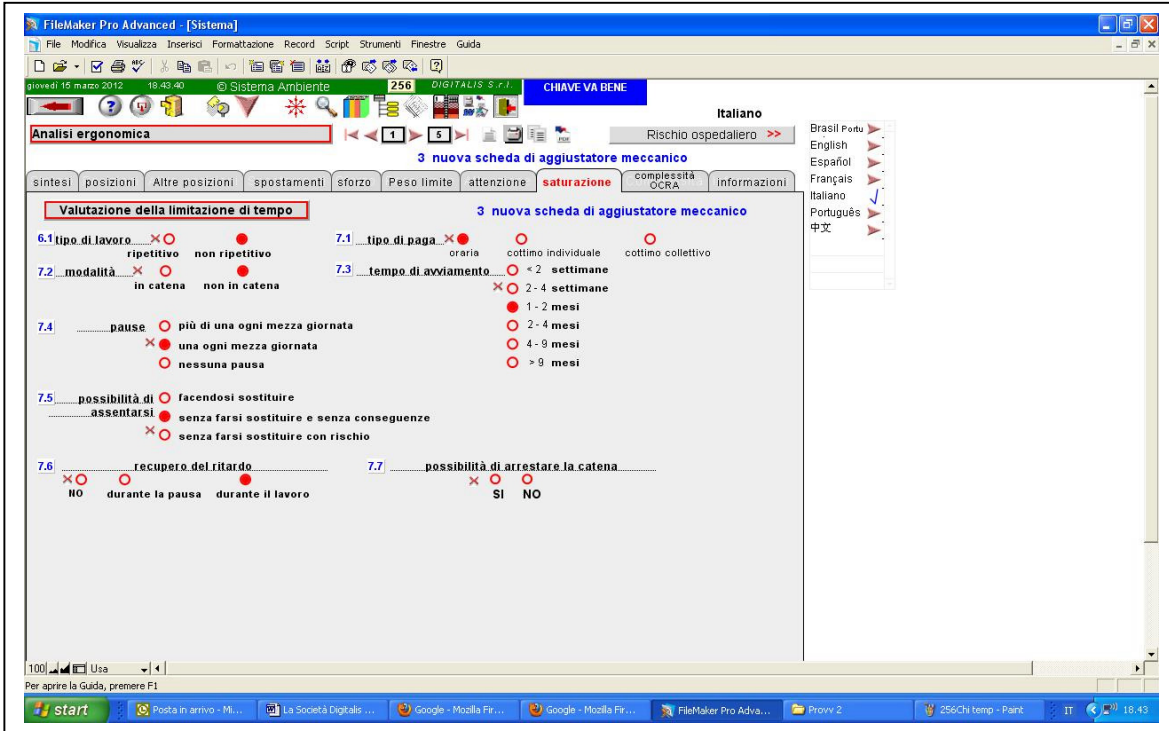 FileMaker Pro Advanced - [Sistema]
File Modifica Visualizza Inserisci Formattazione Record Script Strumenti Finestre Guida
giovedì 15 marzo 2012 18.43.40 © Sistema Ambiente 256 DIGITALIS S.r.l. CHIAVE VA BENE
Italiano
Analisi ergonomica 1 5 Rischio ospedaliero >>
3 nuova scheda di aggiustatore meccanico
sintesi posizioni Altre posizioni spostamenti sforzo Peso limite attenzione saturazione complessità OCRA informazioni
Brasil Portu
English
Español
Français
Italiano
Português
中文
Valutazione della limitazione di tempo 3 nuova scheda di aggiustatore meccanico
6.1 tipo di lavoro
ripetitivo non ripetitivo
7.1 tipo di paga
oraria cottimo individuale cottimo collettivo
7.2 modalità
in catena non in catena
7.3 tempo di avviamento < 2 settimane
2 - 4 settimane
1 - 2 mesi
2 - 4 mesi
4 - 9 mesi
> 9 mesi
7.4 pause più di una ogni mezza giornata
una ogni mezza giornata
nessuna pausa
7.5 possibilità di assentarsi facendosi sostituire
senza farsi sostituire e senza conseguenze
senza farsi sostituire con rischio
7.6 recupero del ritardo
NO durante la pausa durante il lavoro
7.7 possibilità di arrestare la catena
SI NO
100 Usa
Per aprire la Guida, premere F1
start Posta in arrivo - Mi... La Società Digitalis ... Google - Mozilla Fir... Google - Mozilla Fir... FileMaker Pro Adva... Provv 2 256Chi temp - Paint IT 18.43